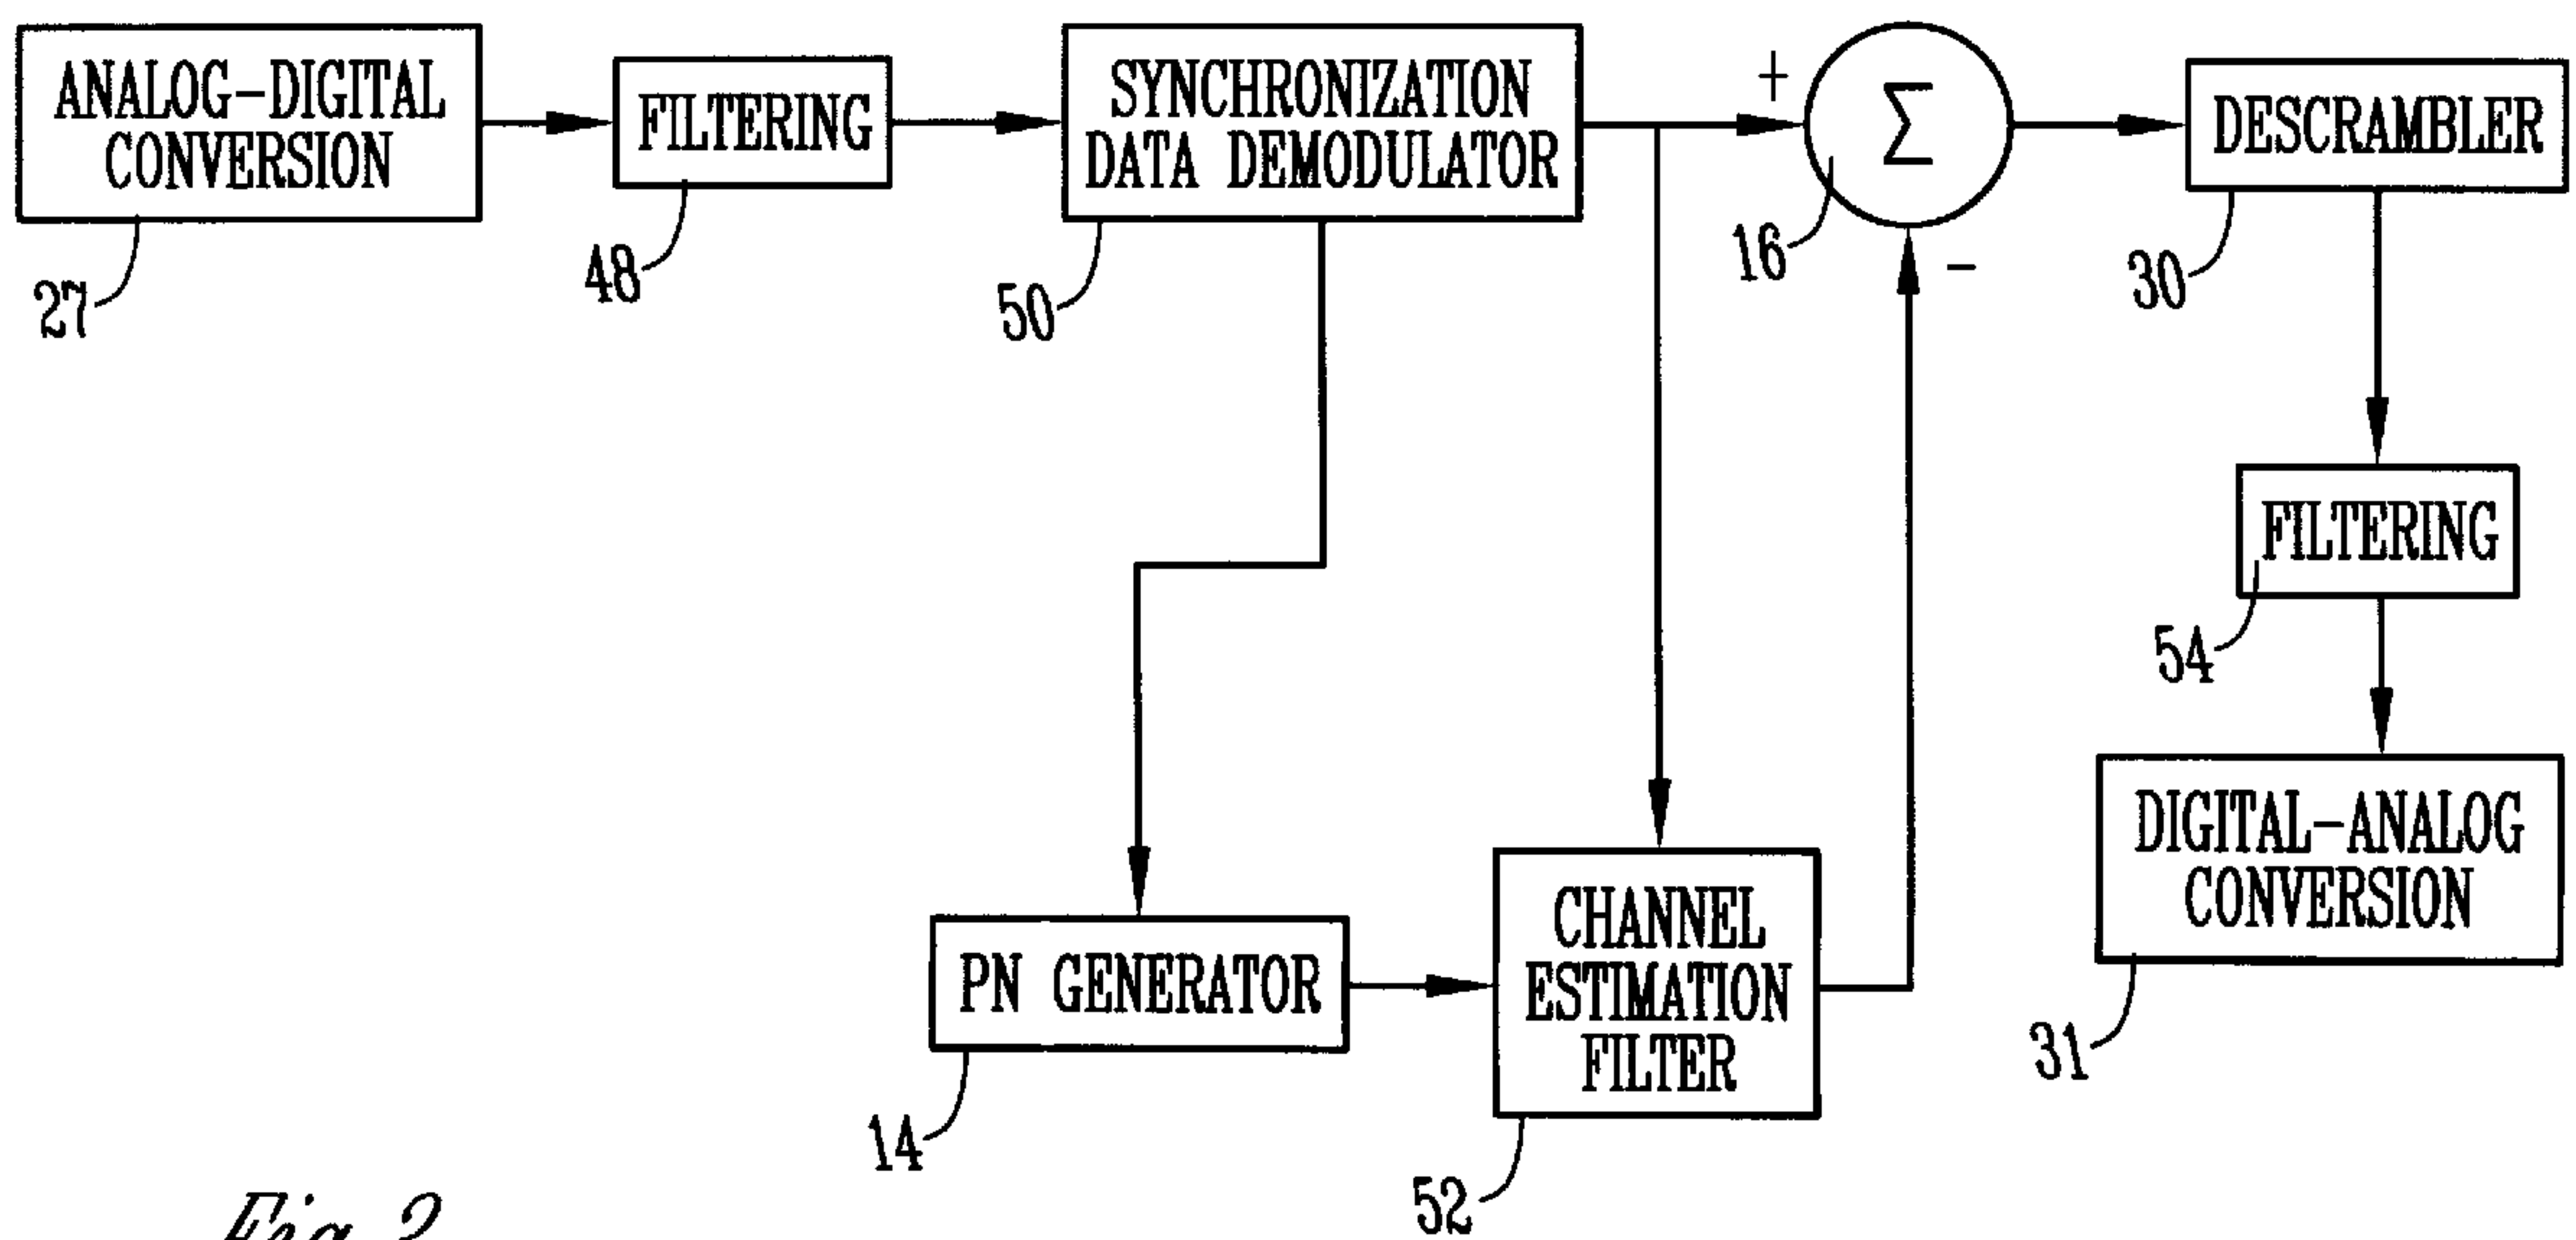 ANALOG-DIGITAL
CONVERSION
27
FILTERING
48
SYNCHRONIZATION
DATA DEMODULATOR
50
+
Σ
16
-
DESCRAMBLER
30
FILTERING
54
DIGITAL-ANALOG
CONVERSION
31
PN GENERATOR
14
CHANNEL
ESTIMATION
FILTER
52
Fig. 2